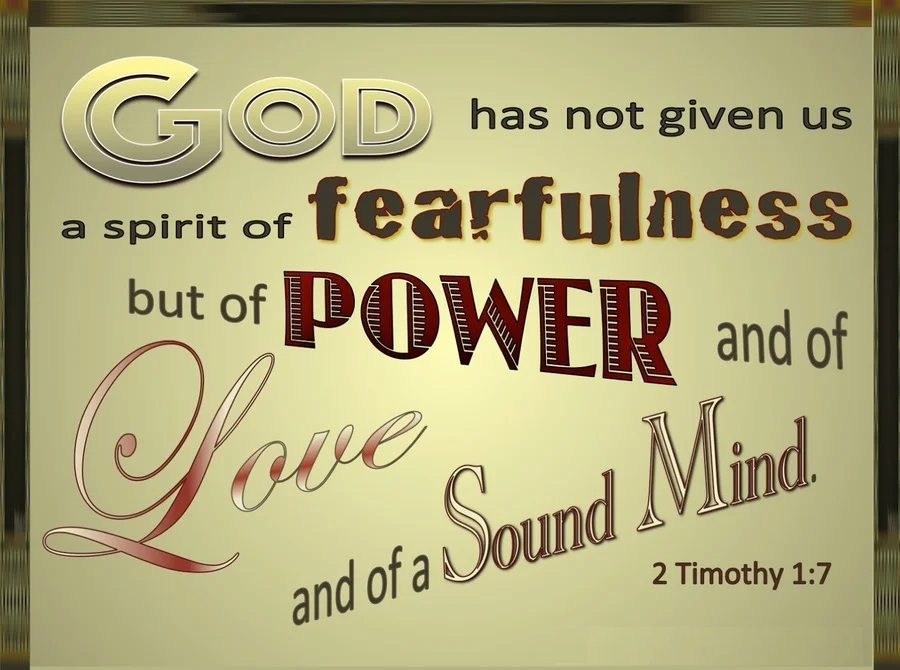 God has not given us
a spirit of fearfulness
but of POWER and of
Love
and of a Sound Mind.
2 Timothy 1:7